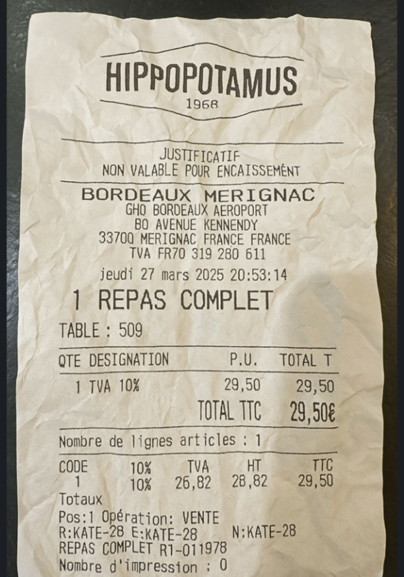 HIPPOPOTAMUS
1968
JUSTIFICATIF
NON VALABLE POUR ENCAISSEMENT
BORDEAUX MERIGNAC
GHO BORDEAUX AEROPORT
80 AVENUE KENNENDY
33700 MERIGNAC FRANCE FRANCE
TVA FR70 319 280 611
jeudi 27 mars 2025 20:53:14
1 REPAS COMPLET
TABLE : 509
QTE DESIGNATION P.U. TOTAL T
1 TVA 10% 29,50 29,50
TOTAL TTC 29,50€
Nombre de lignes articles : 1
CODE 10% TVA HT TTC
1 10% 26,82 28,82 29,50
Totaux
Pos:1 Opération: VENTE
R:KATE-28 E:KATE-28 N:KATE-28
REPAS COMPLET R1-011978
Nombre d'impression : 0